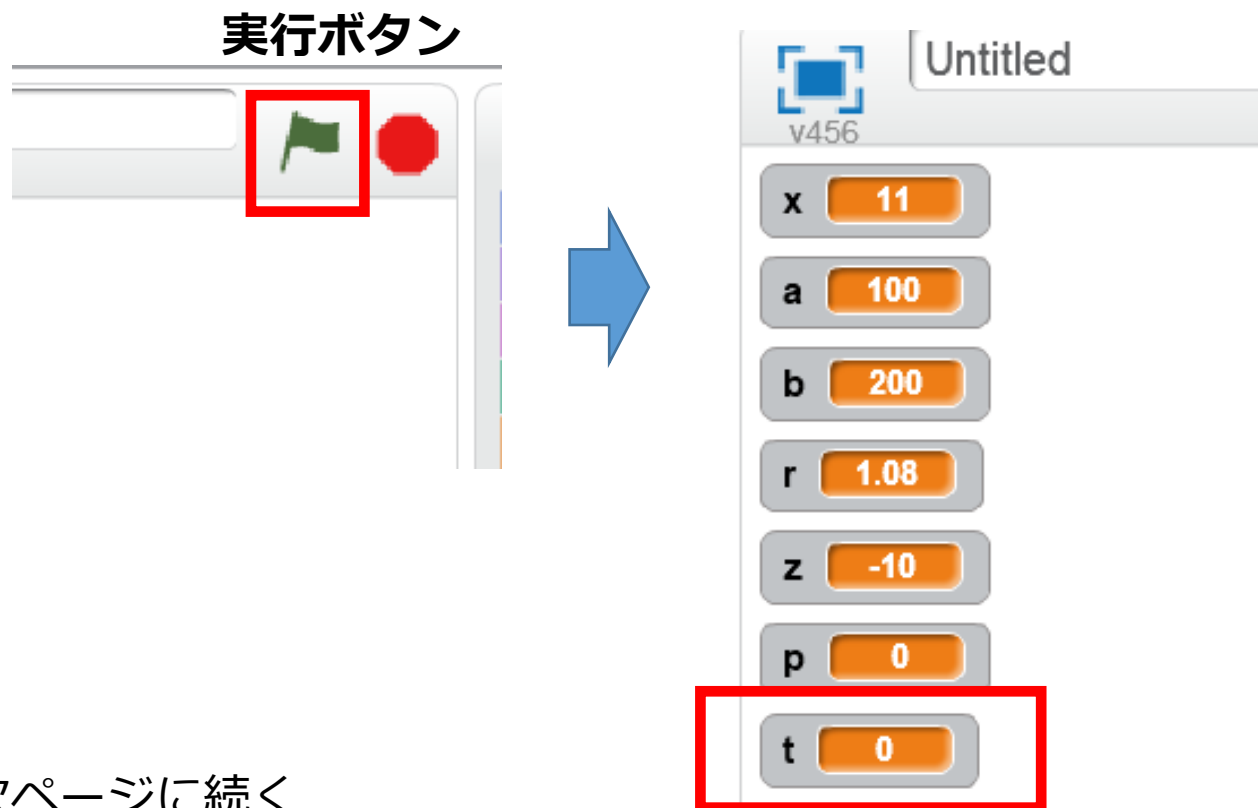 実行ボタン
Untitled
v456
x 11
a 100
b 200
r 1.08
z -10
p 0
t 0
次ページに続く